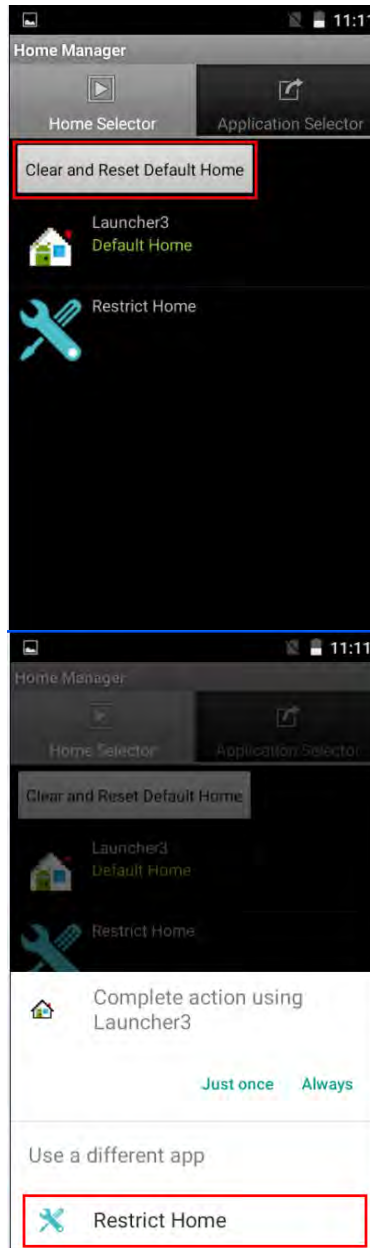 11:11
Home Manager
Home Selector
Application Selector
Clear and Reset Default Home
Launcher3
Default Home
Restrict Home
11:11
Home Manager
Home Selector
Application Selector
Clear and Reset Default Home
Launcher3
Default Home
Restrict Home
Complete action using
Launcher3
Just once Always
Use a different app
Restrict Home